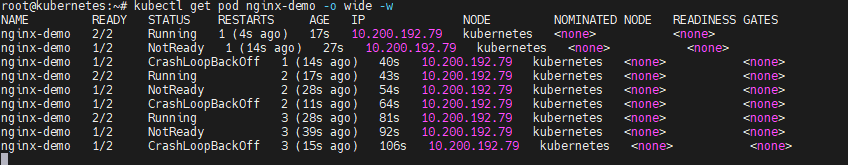 root@kubernetes:~# kubectl get pod nginx-demo -o wide -w
NAME READY STATUS RESTARTS AGE IP NODE NOMINATED NODE READINESS GATES
nginx-demo 2/2 Running 1 (4s ago) 17s 10.200.192.79 kubernetes <none> <none>
nginx-demo 1/2 NotReady 1 (14s ago) 27s 10.200.192.79 kubernetes <none> <none>
nginx-demo 1/2 CrashLoopBackOff 1 (14s ago) 40s 10.200.192.79 kubernetes <none> <none>
nginx-demo 2/2 Running 2 (17s ago) 43s 10.200.192.79 kubernetes <none> <none>
nginx-demo 1/2 NotReady 2 (28s ago) 54s 10.200.192.79 kubernetes <none> <none>
nginx-demo 1/2 CrashLoopBackOff 2 (11s ago) 64s 10.200.192.79 kubernetes <none> <none>
nginx-demo 2/2 Running 3 (28s ago) 81s 10.200.192.79 kubernetes <none> <none>
nginx-demo 1/2 NotReady 3 (39s ago) 92s 10.200.192.79 kubernetes <none> <none>
nginx-demo 1/2 CrashLoopBackOff 3 (15s ago) 106s 10.200.192.79 kubernetes <none> <none>